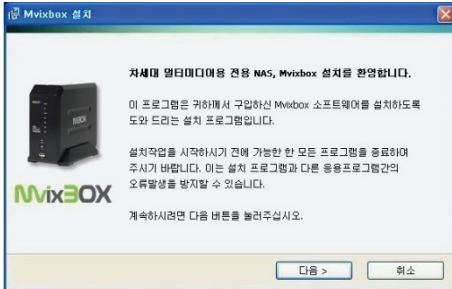 Mvixbox 설치
차세대 멀티미디어용 전용 NAS, Mvixbox 설치를 환영합니다.
이 프로그램은 귀하께서 구입하신 Mvixbox 소프트웨어를 설치하도록
도와 드리는 설치 프로그램입니다.
설치작업을 시작하시기 전에 가능한 한 모든 프로그램을 종료하여
주시기 바랍니다. 이는 설치 프로그램과 다른 응용프로그램간의
오류발생을 방지할 수 있습니다.
계속하시려면 다음 버튼을 눌러주십시오.
MvixBOX
다음 >
취소